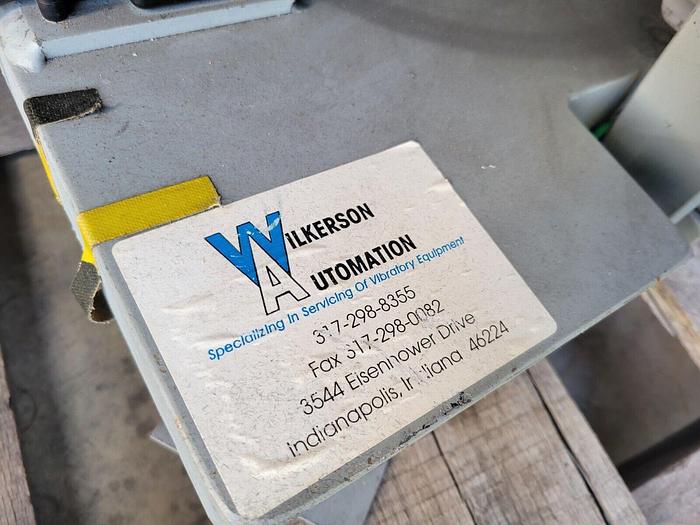 WILKERSON
AUTOMATION
Specializing In Servicing Of Vibratory Equipment
317-298-8355
Fax 317-298-0082
3544 Eisenhower Drive
Indianapolis, Indiana 46224